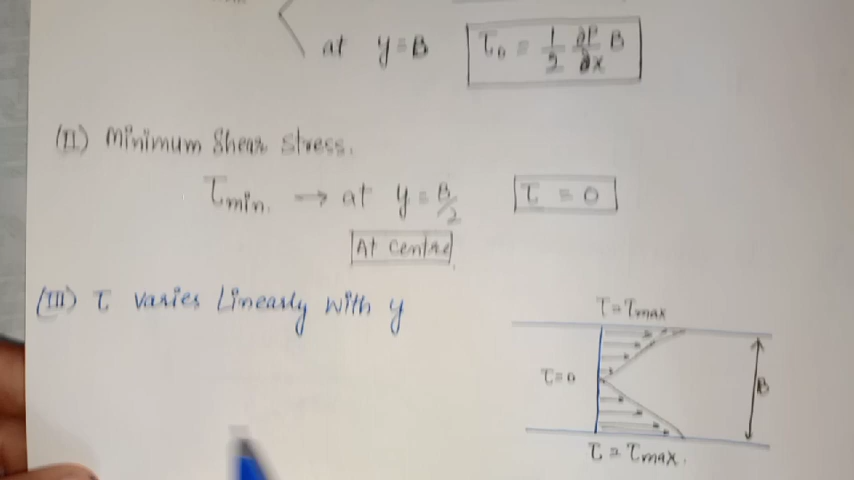 at y=B τ₀ = 1/2 ∂P/∂x B
(II) Minimum Shear stress.
τmin. → at y = B/2 τ = 0
At centre
(III) τ varies Linearly with y
τ=τmax
τ=0
B
τ = τmax.